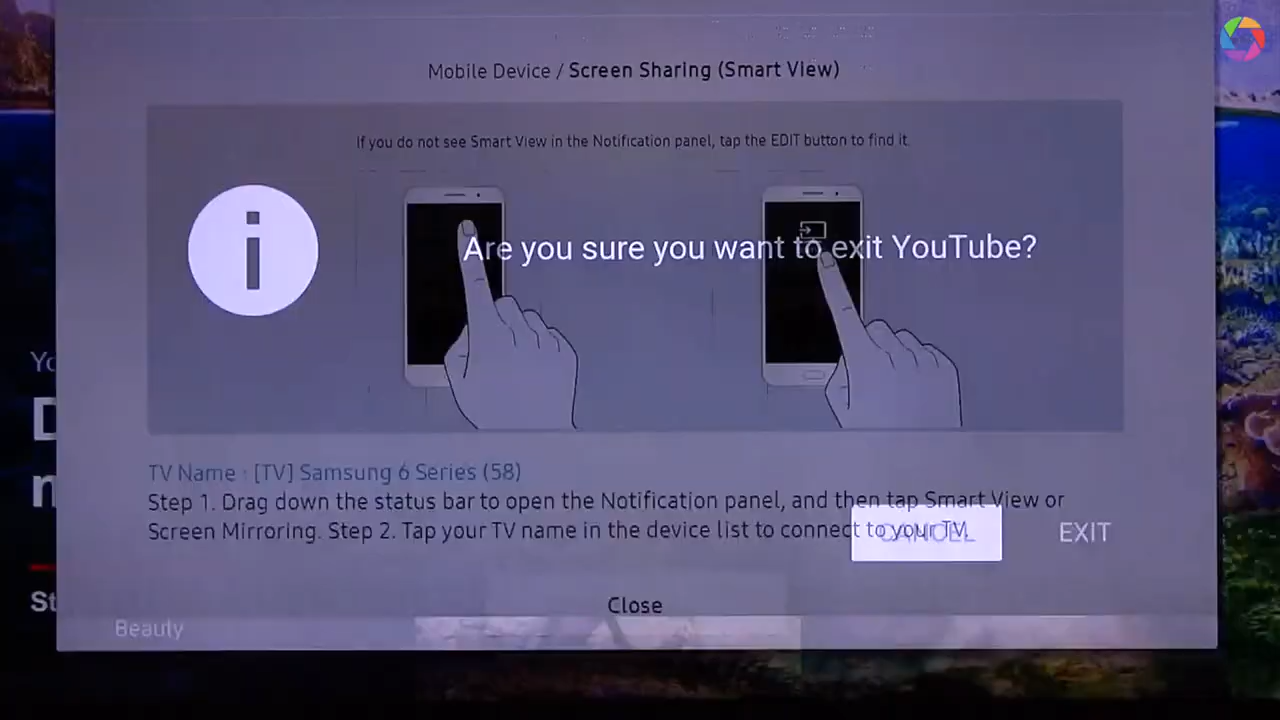 Mobile Device / Screen Sharing (Smart View)
If you do not see Smart View in the Notification panel, tap the EDIT button to find it.
Are you sure you want to exit YouTube?
TV Name : [TV] Samsung 6 Series (58)
Step 1. Drag down the status bar to open the Notification panel, and then tap Smart View or
Screen Mirroring. Step 2. Tap your TV name in the device list to connect to your TV.
CANCEL
EXIT
Close
Beauty